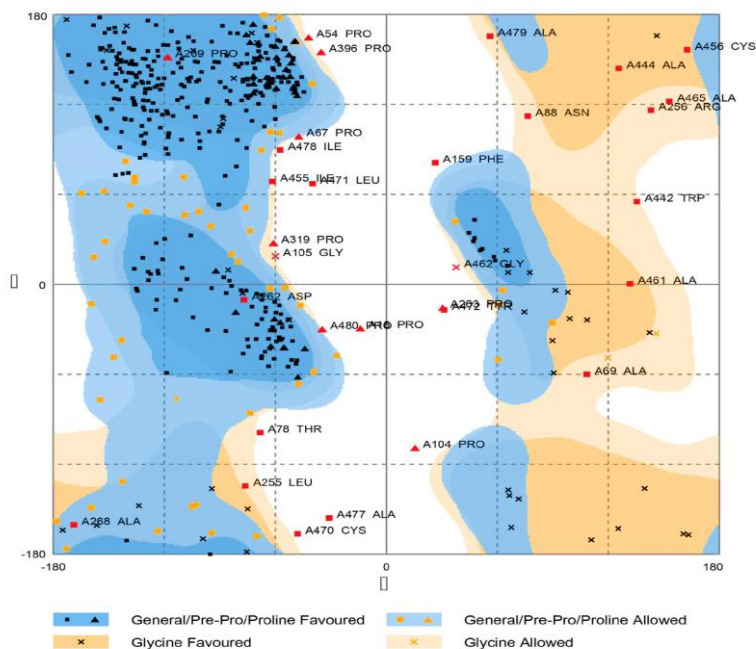 180
A54 PRO
A479 ALA
A396 PRO
A456 CYS
A269 PRO
A444 ALA
A465 ALA
A256 ARG
A88 ASN
A67 PRO
A478 ILE
A159 PHE
A455 ILE
A471 LEU
A442 TRP
A319 PRO
A105 GLY
A462 GLY
0
A461 ALA
A262 ASP
A263 PRO
A472 THR
A480 PRO
PRO
A69 ALA
A78 THR
A104 PRO
A255 LEU
A268 ALA
A477 ALA
A470 CYS
-180
-180
0
180
General/Pre-Pro/Proline Favoured
General/Pre-Pro/Proline Allowed
Glycine Favoured
Glycine Allowed